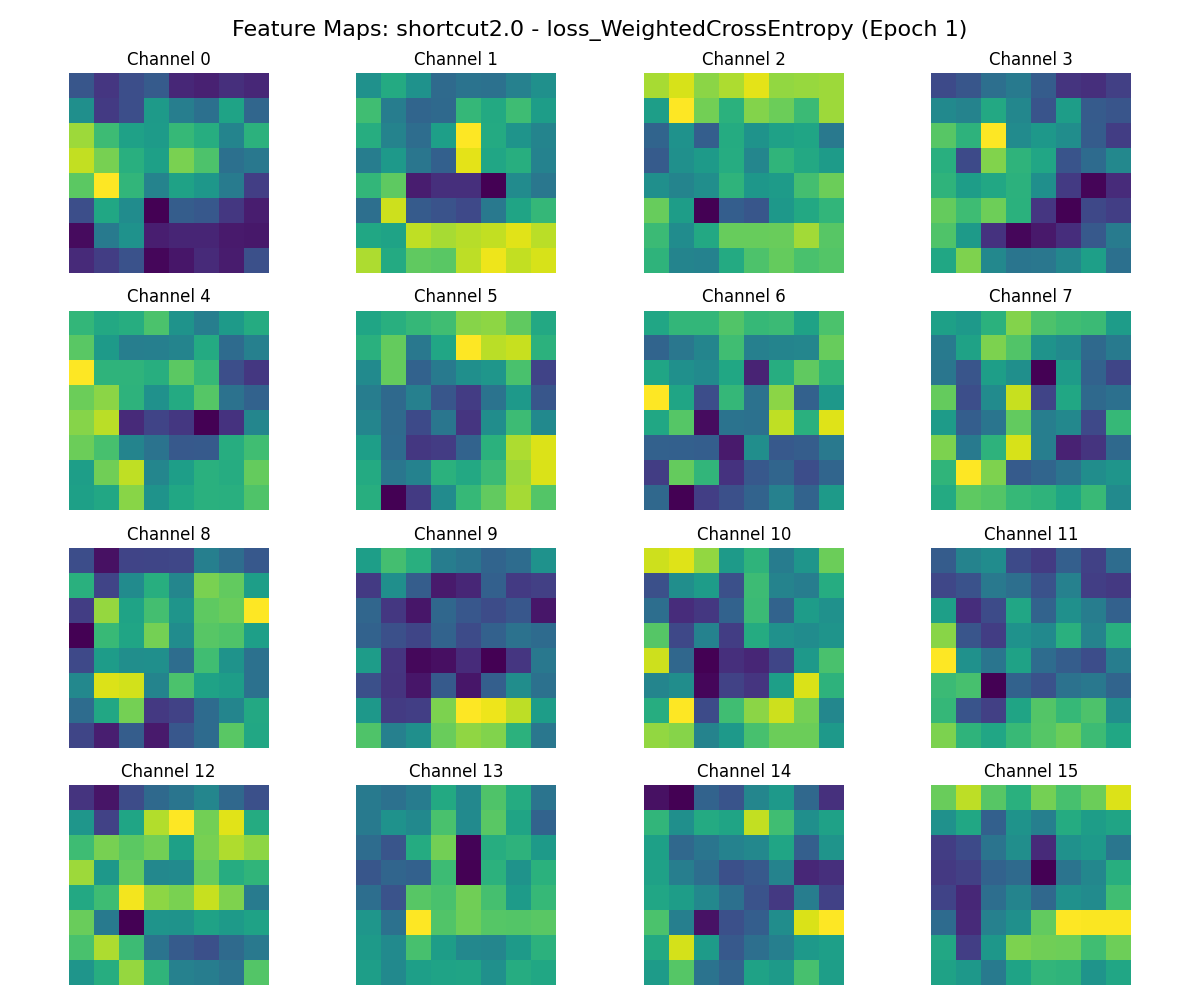 Feature Maps: shortcut2.0 - loss_WeightedCrossEntropy (Epoch 1)
Channel 0 Channel 1 Channel 2 Channel 3
Channel 4 Channel 5 Channel 6 Channel 7
Channel 8 Channel 9 Channel 10 Channel 11
Channel 12 Channel 13 Channel 14 Channel 15